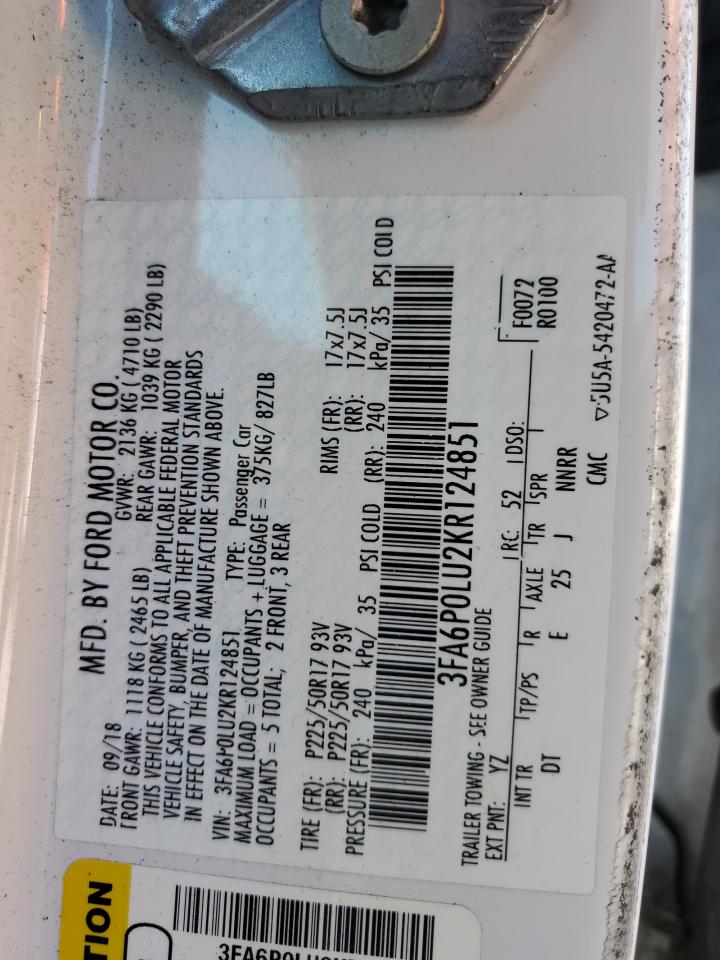 MFD. BY FORD MOTOR CO.
DATE: 09/18 GVWR: 2136 KG ( 4710 LB)
FRONT GAWR: 1118 KG ( 2465 LB) REAR GAWR: 1039 KG ( 2290 LB)
THIS VEHICLE CONFORMS TO ALL APPLICABLE FEDERAL MOTOR
VEHICLE SAFETY, BUMPER, AND THEFT PREVENTION STANDARDS
IN EFFECT ON THE DATE OF MANUFACTURE SHOWN ABOVE.
VIN: 3FA6P0LU2KR124851 TYPE: Passenger Car
MAXIMUM LOAD = OCCUPANTS + LUGGAGE = 375KG/ 827LB
OCCUPANTS = 5 TOTAL; 2 FRONT, 3 REAR
TIRE (FR): P225/50R17 93V RIMS (FR): 17x7.5J
(RR): P225/50R17 93V (RR): 17x7.5J
PRESSURE (FR): 240 kPa/ 35 PSI COLD (RR): 240 kPa/ 35 PSI COLD
3FA6P0LU2KR124851
TRAILER TOWING - SEE OWNER GUIDE
EXT PNT: YZ RC: 52 DSO: F0072
R0100
INT TR TP/PS R AXLE TR SPR
DT E 25 J NNRR
CMC
5U5A-5420472-AA
TION